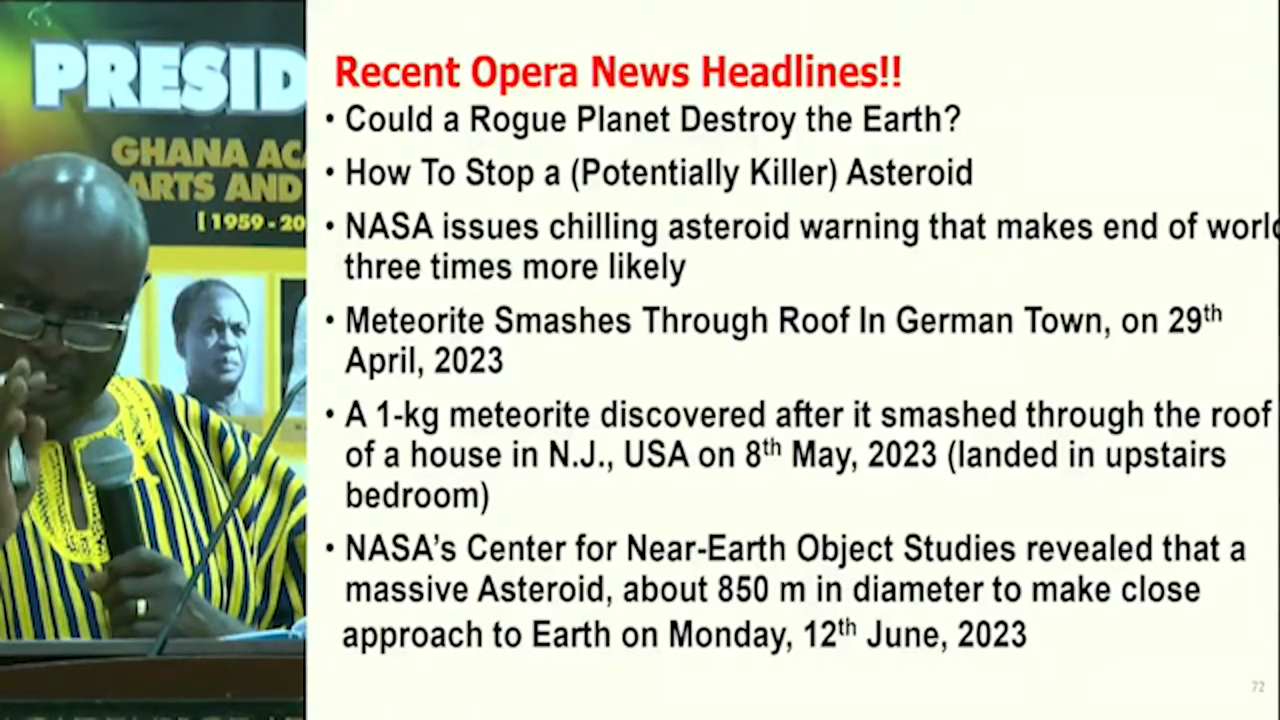 PRESID
GHANA AC
ARTS AND
[1959-20
Recent Opera News Headlines!!
• Could a Rogue Planet Destroy the Earth?
• How To Stop a (Potentially Killer) Asteroid
• NASA issues chilling asteroid warning that makes end of world
three times more likely
• Meteorite Smashes Through Roof In German Town, on 29th
April, 2023
• A 1-kg meteorite discovered after it smashed through the roof
of a house in N.J., USA on 8th May, 2023 (landed in upstairs
bedroom)
• NASA's Center for Near-Earth Object Studies revealed that a
massive Asteroid, about 850 m in diameter to make close
approach to Earth on Monday, 12th June, 2023
72